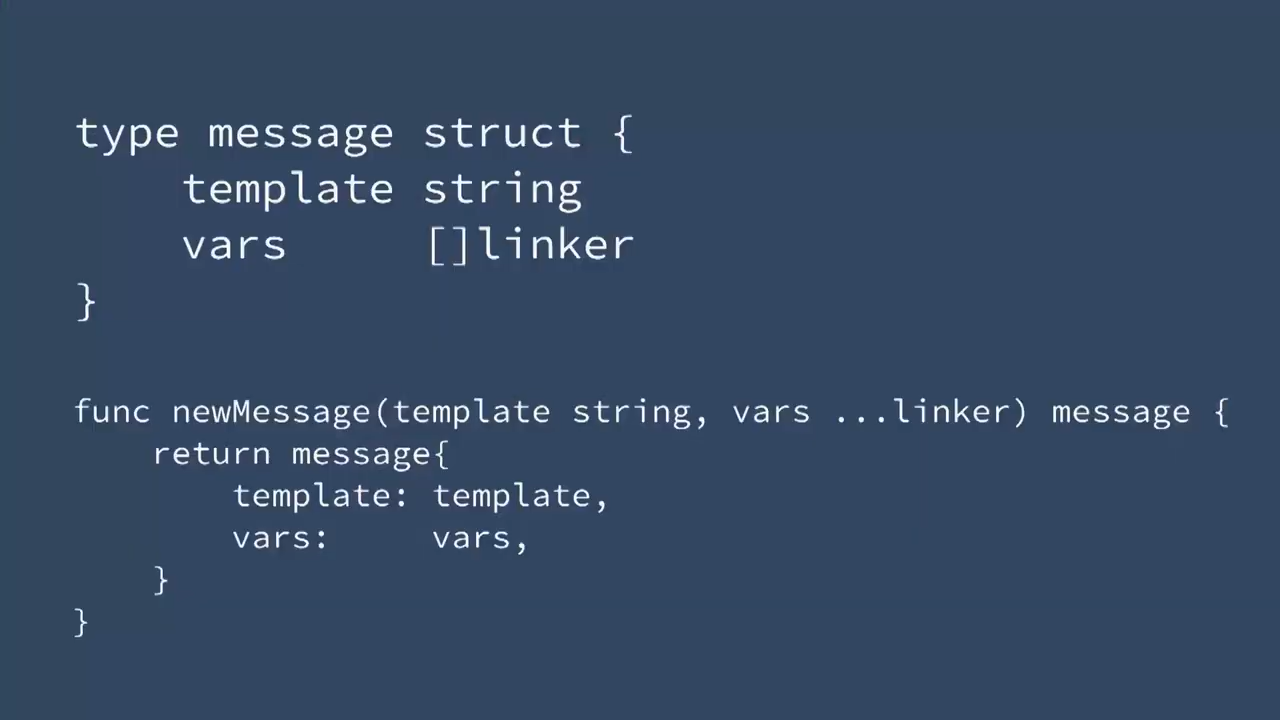 type message struct {
    template string
    vars     []linker
}
func newMessage(template string, vars ...linker) message {
    return message{
        template: template,
        vars:     vars,
    }
}